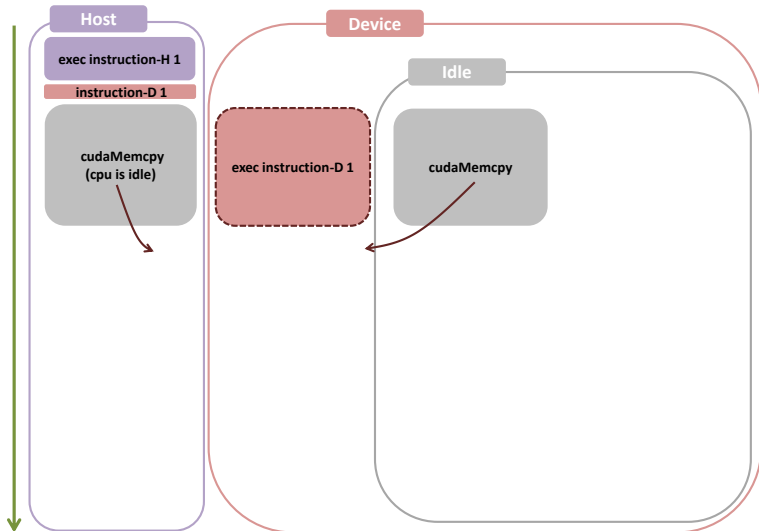 Host
Device
exec instruction-H 1
Idle
instruction-D 1
cudaMemcpy
(cpu is idle)
exec instruction-D 1
cudaMemcpy